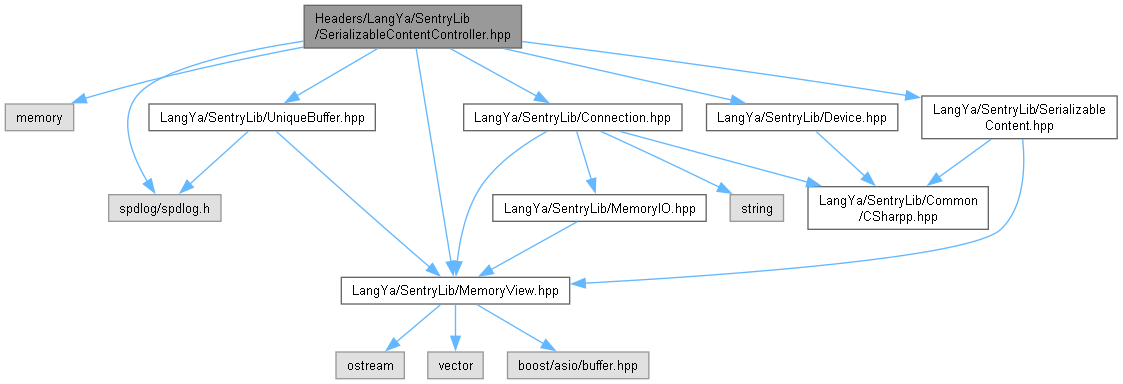 Headers/LangYa/SentryLib
/SerializableContentController.hpp
memory
LangYa/SentryLib/UniqueBuffer.hpp
LangYa/SentryLib/Connection.hpp
LangYa/SentryLib/Device.hpp
LangYa/SentryLib/Serializable
Content.hpp
spdlog/spdlog.h
LangYa/SentryLib/MemoryIO.hpp
string
LangYa/SentryLib/Common
/CSharpp.hpp
LangYa/SentryLib/MemoryView.hpp
ostream
vector
boost/asio/buffer.hpp